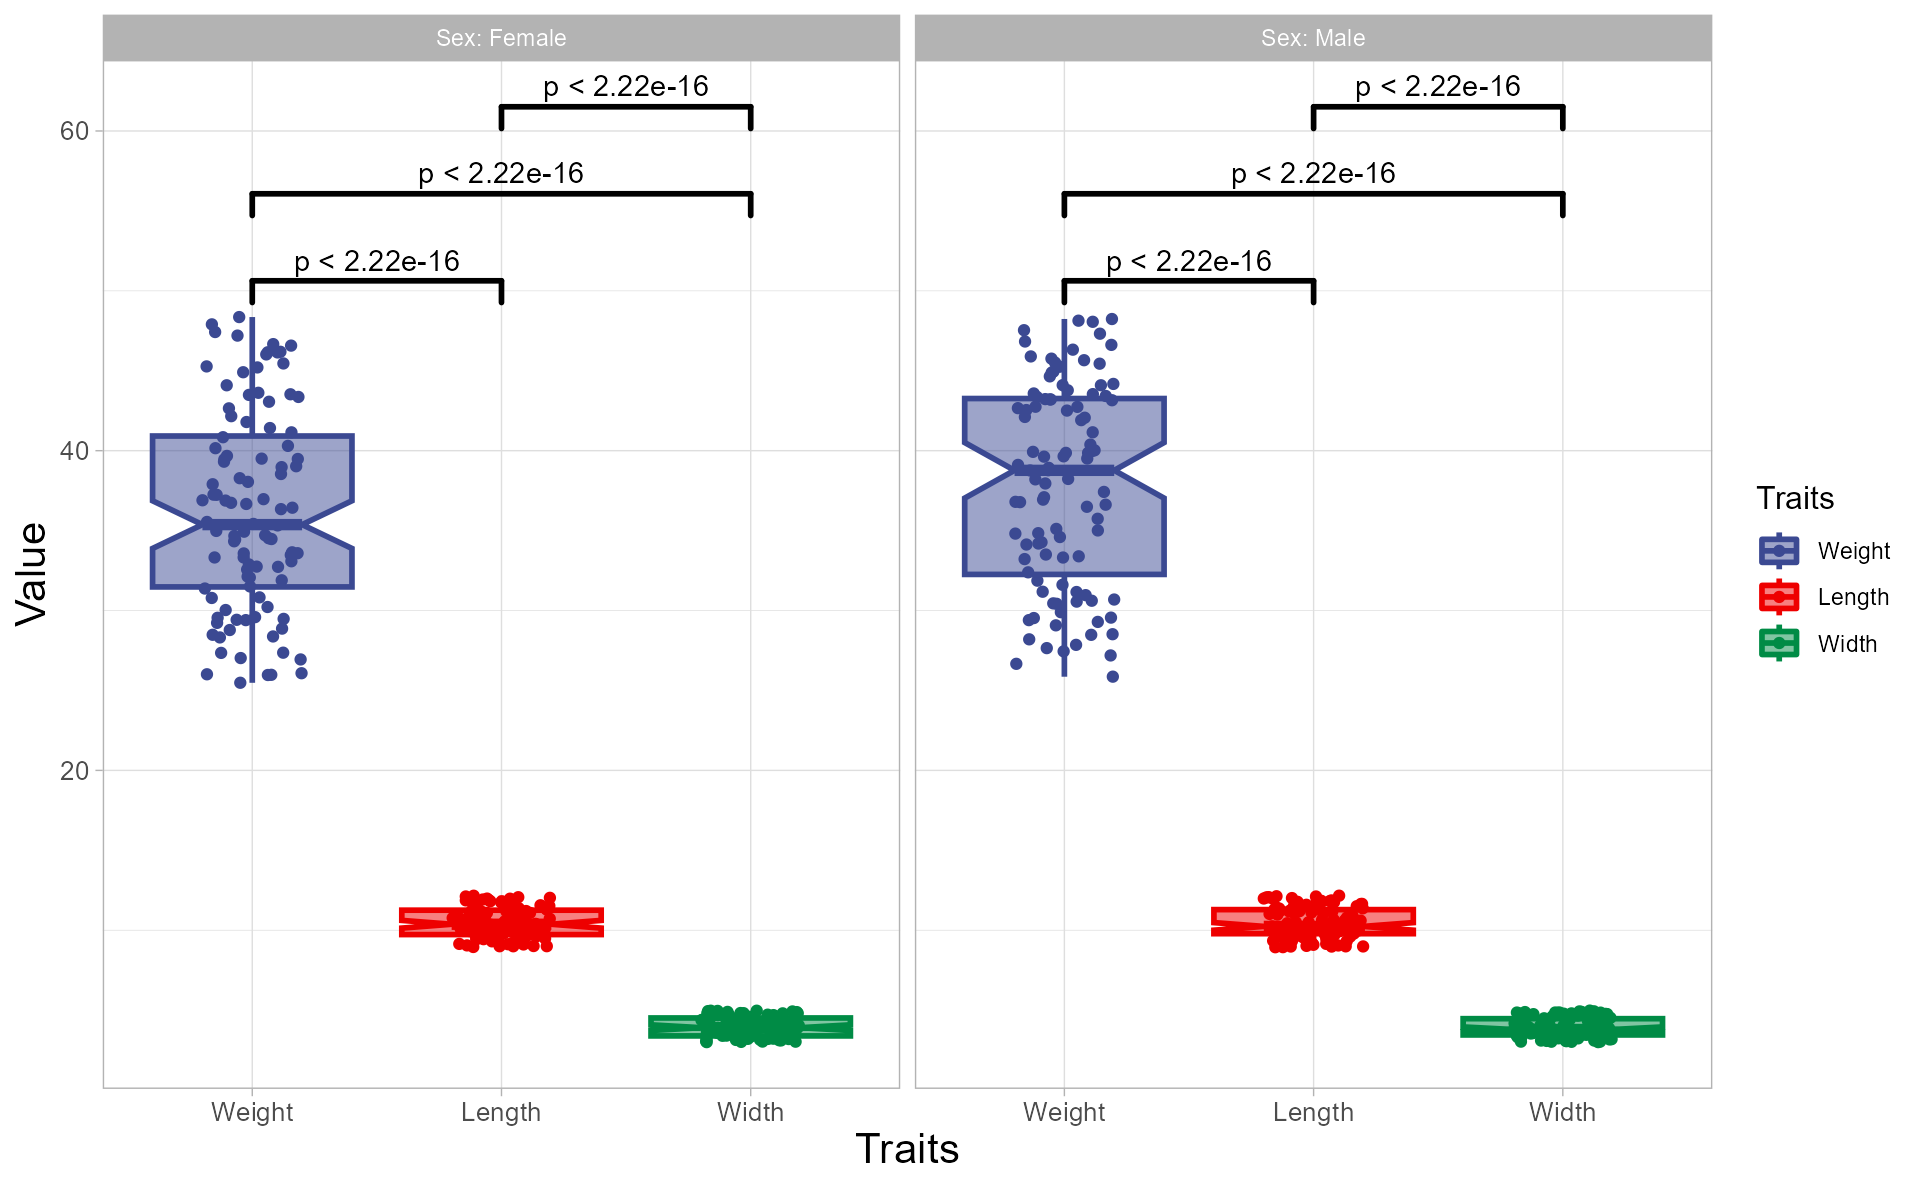 Sex: Female
Sex: Male
p < 2.22e-16
p < 2.22e-16
p < 2.22e-16
p < 2.22e-16
p < 2.22e-16
p < 2.22e-16
60
40
20
Value
Weight
Length
Width
Weight
Length
Width
Traits
Traits
Weight
Length
Width